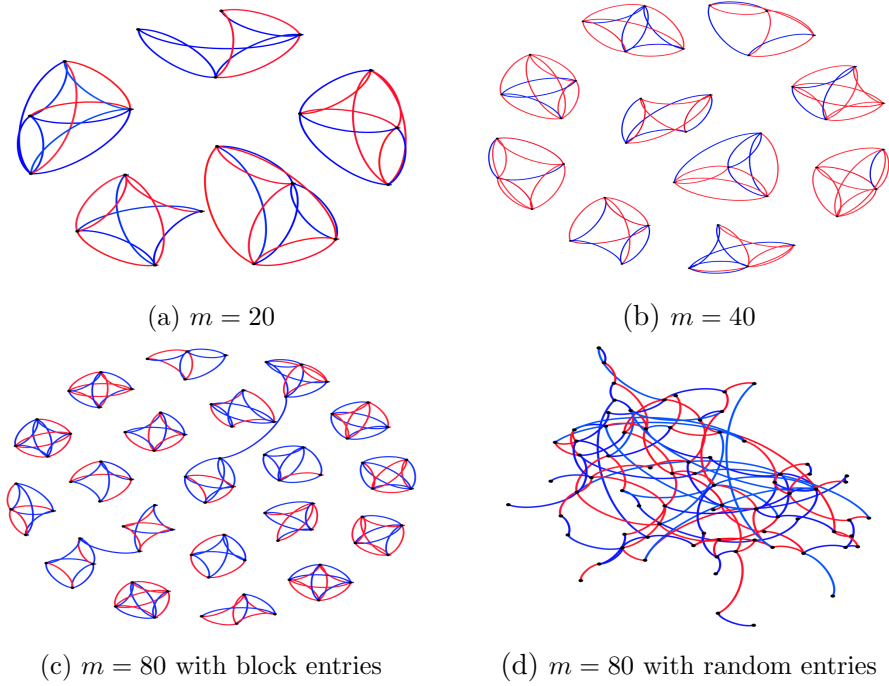 (a) m = 20
(b) m = 40
(c) m = 80 with block entries
(d) m = 80 with random entries